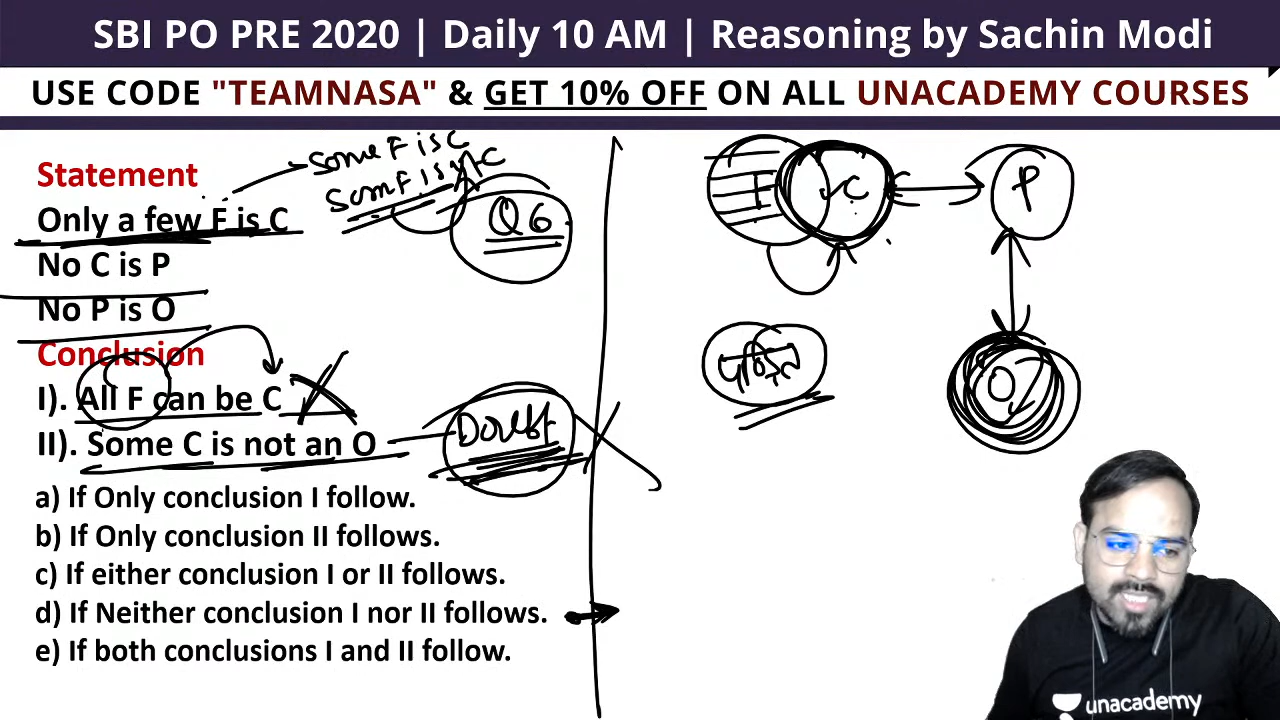 SBI PO PRE 2020 | Daily 10 AM | Reasoning by Sachin Modi
USE CODE "TEAMNASA" & GET 10% OFF ON ALL UNACADEMY COURSES
Statement
Some F is C
Som F is n C
Only a few F is C
Q6
No C is P
No P is O
Conclusion
I). All F can be C
II). Some C is not an O
Doubt
a) If Only conclusion I follow.
b) If Only conclusion II follows.
c) If either conclusion I or II follows.
d) If Neither conclusion I nor II follows.
e) If both conclusions I and II follow.
F
C
P
O
unacademy